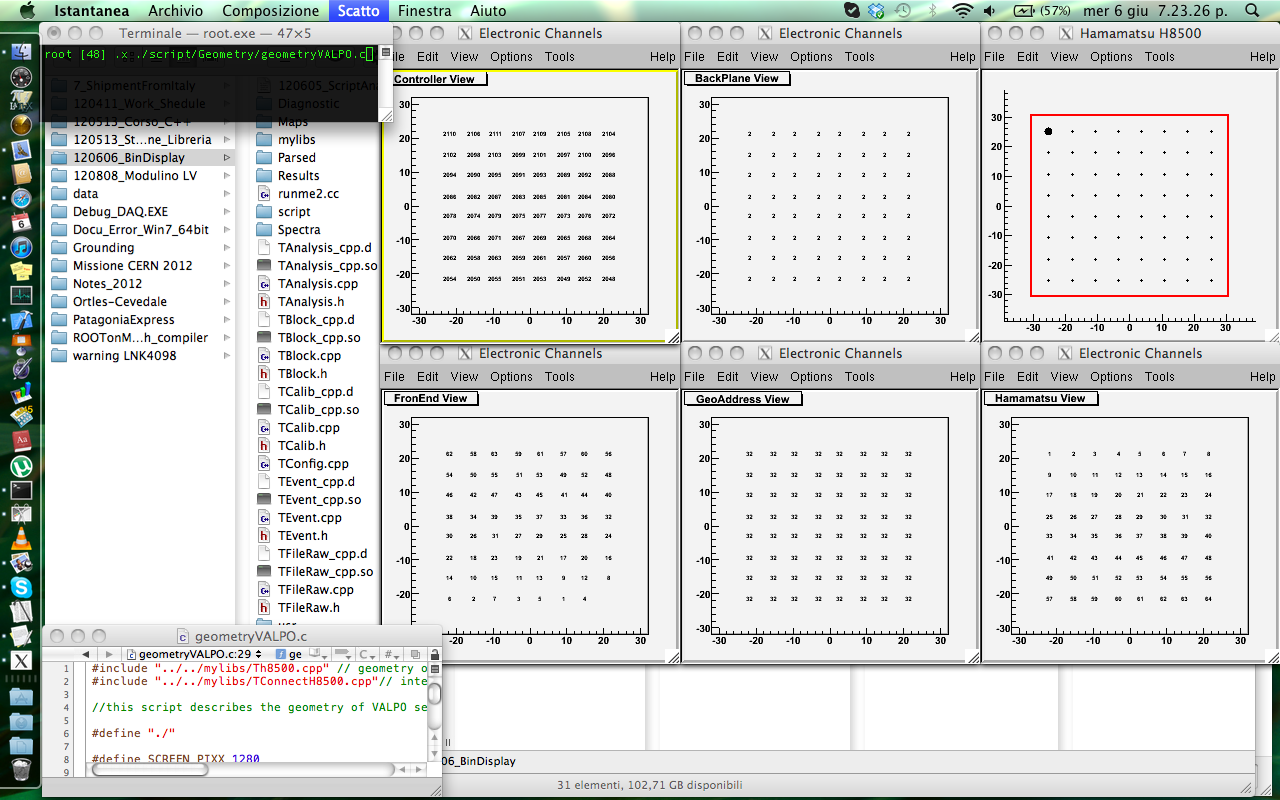 Istantanea Archivio Composizione Scatto Finestra Aiuto (57%) mer 6 giu 7.23.26 p.
Terminale — root.exe — 47×5
root [48] .x ./script/Geometry/geometryVALPO.c
7_ShipmentFromItaly
120411_Work_Shedule
120513_Corso_C++
120513_St...ne_Libreria
120606_BinDisplay
120808_Modulino LV
data
Debug_DAQ.EXE
Docu_Error_Win7_64bit
Grounding
Missione CERN 2012
Notes_2012
Ortles-Cevedale
PatagoniaExpress
ROOTonM...h_compiler
warning LNK4098
120605_ScriptAna
Diagnostic
Maps
mylibs
Parsed
Results
runme2.cc
script
Spectra
TAnalysis_cpp.d
TAnalysis_cpp.so
TAnalysis.cpp
TAnalysis.h
TBlock_cpp.d
TBlock_cpp.so
TBlock.cpp
TBlock.h
TCalib_cpp.d
TCalib_cpp.so
TCalib.cpp
TCalib.h
TConfig.cpp
TEvent_cpp.d
TEvent_cpp.so
TEvent.cpp
TEvent.h
TFileRaw_cpp.d
TFileRaw_cpp.so
TFileRaw.cpp
TFileRaw.h
Electronic Channels
File Edit View Options Tools Help
Controller View
30
20
10
0
-10
-20
-30
2110 2106 2111 2107 2109 2105 2108 2104
2102 2098 2103 2099 2101 2097 2100 2096
2094 2090 2095 2091 2093 2089 2092 2088
2086 2082 2087 2083 2085 2081 2084 2080
2078 2074 2079 2075 2077 2073 2076 2072
2070 2066 2071 2067 2069 2065 2068 2064
2062 2058 2063 2059 2061 2057 2060 2056
2054 2050 2055 2051 2053 2049 2052 2048
-30 -20 -10 0 10 20 30
Electronic Channels
File Edit View Options Tools Help
BackPlane View
30
20
10
0
-10
-20
-30
2 2 2 2 2 2 2 2
2 2 2 2 2 2 2 2
2 2 2 2 2 2 2 2
2 2 2 2 2 2 2 2
2 2 2 2 2 2 2 2
2 2 2 2 2 2 2 2
2 2 2 2 2 2 2 2
2 2 2 2 2 2 2 2
-30 -20 -10 0 10 20 30
Hamamatsu H8500
File Edit View Options Tools Help
30
20
10
0
-10
-20
-30
-30 -20 -10 0 10 20 30
Electronic Channels
File Edit View Options Tools Help
FronEnd View
30
20
10
0
-10
-20
62 58 63 59 61 57 60 56
54 50 55 51 53 49 52 48
46 42 47 43 45 41 44 40
38 34 39 35 37 33 36 32
30 26 31 27 29 25 28 24
22 18 23 19 21 17 20 16
14 10 15 11 13 9 12 8
6 2 7 3 5 1 4
-10 0 10 20 30
Electronic Channels
File Edit View Options Tools Help
GeoAddress View
30
20
10
0
-10
-20
-30
32 32 32 32 32 32 32 32
32 32 32 32 32 32 32 32
32 32 32 32 32 32 32 32
32 32 32 32 32 32 32 32
32 32 32 32 32 32 32 32
32 32 32 32 32 32 32 32
32 32 32 32 32 32 32 32
32 32 32 32 32 32 32 32
-30 -20 -10 0 10 20 30
Electronic Channels
File Edit View Options Tools Help
Hamamatsu View
30
20
10
0
-10
-20
-30
1 2 3 4 5 6 7 8
9 10 11 12 13 14 15 16
17 18 19 20 21 22 23 24
25 26 27 28 29 30 31 32
33 34 35 36 37 38 39 40
41 42 43 44 45 46 47 48
49 50 51 52 53 54 55 56
57 58 59 60 61 62 63 64
-30 -20 -10 0 10 20 30
geometryVALPO.c
geometryVALPO.c:29 ge C #
1 #include "../../mylibs/Th8500.cpp" // geometry o
2 #include "../../mylibs/TConnectH8500.cpp"// inte
3
4 //this script describes the geometry of VALPO se
5
6 #define "./"
7
8 #define SCREEN_PIXX 1280
9
06_BinDisplay
31 elementi, 102,71 GB disponibili